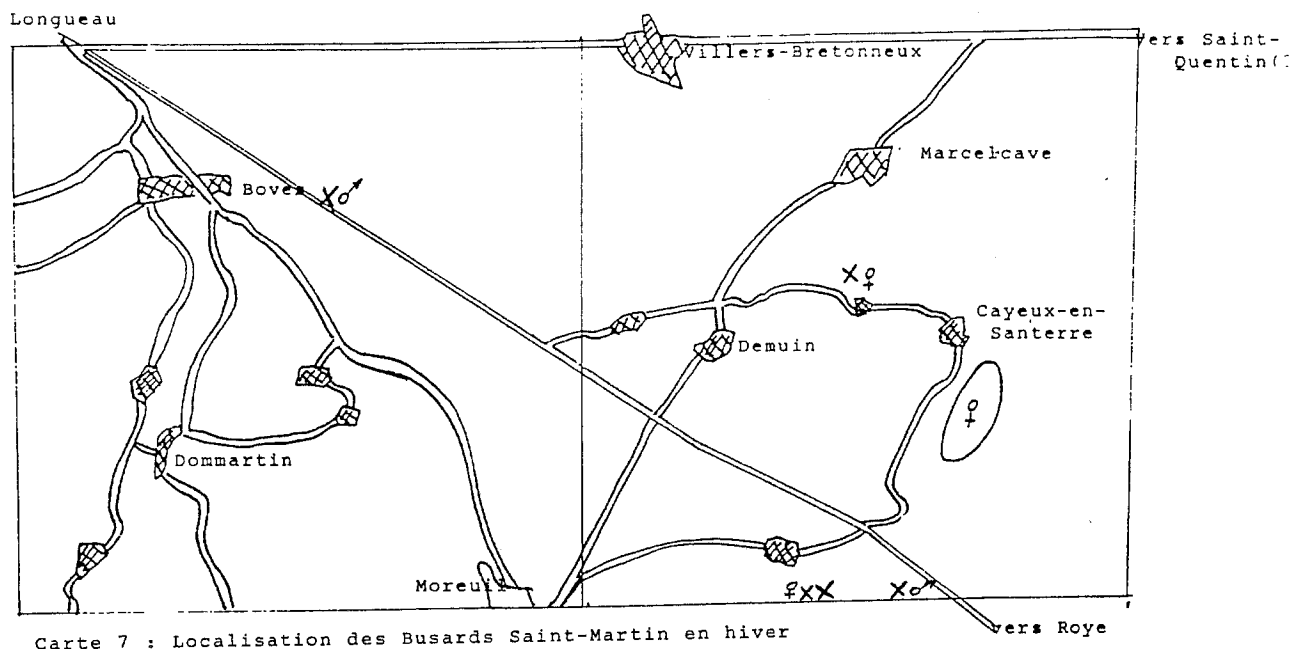 Longueau
Villers-Bretonneux
vers Saint-
Quentin(
Marcelcave
Boves
X♂
X♀
Cayeux-en-
Santerre
Demuin
♀
Dommartin
Moreuil
♀XX
X♂
vers Roye
Carte 7 : Localisation des Busards Saint-Martin en hiver